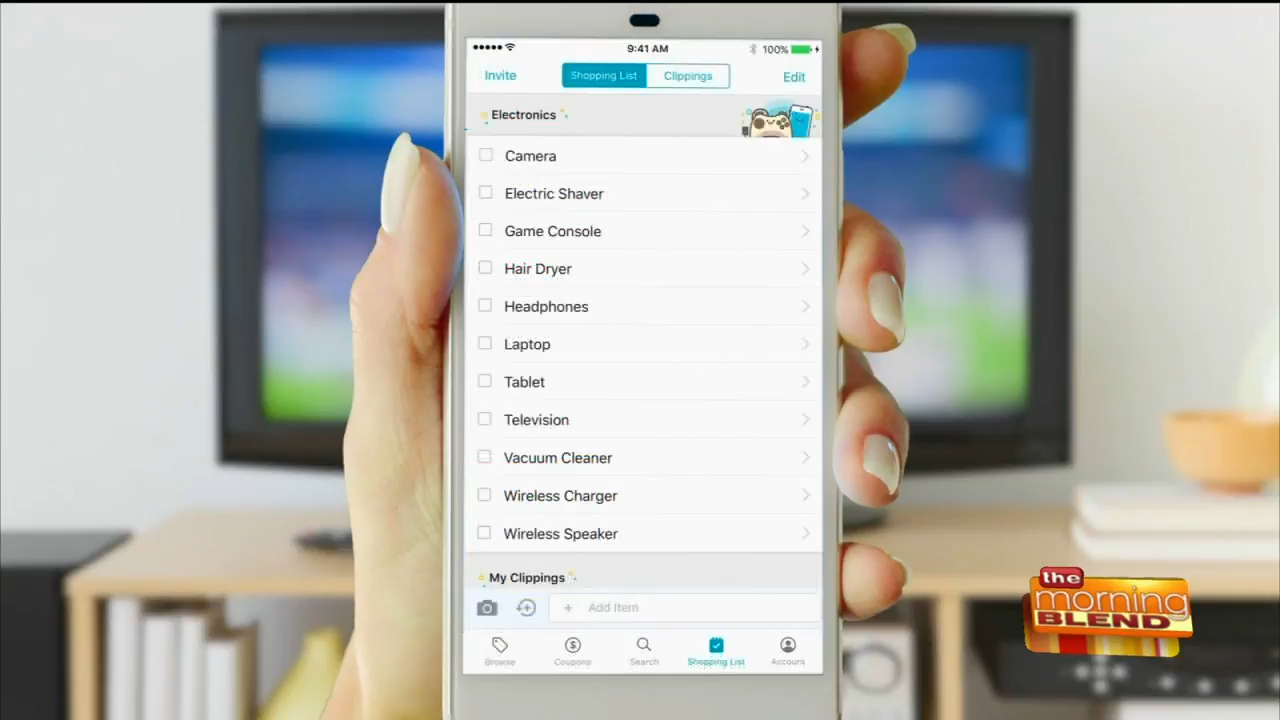 9:41 AM
100%
Invite
Shopping List
Clippings
Edit
Electronics
Camera
Electric Shaver
Game Console
Hair Dryer
Headphones
Laptop
Tablet
Television
Vacuum Cleaner
Wireless Charger
Wireless Speaker
My Clippings
+ Add Item
Browse
Coupons
Search
Shopping List
Account
the
morning
BLEND